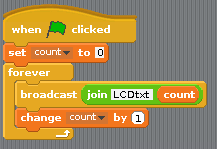 when clicked
set count to 0
forever
broadcast join LCDtxt count
change count by 1